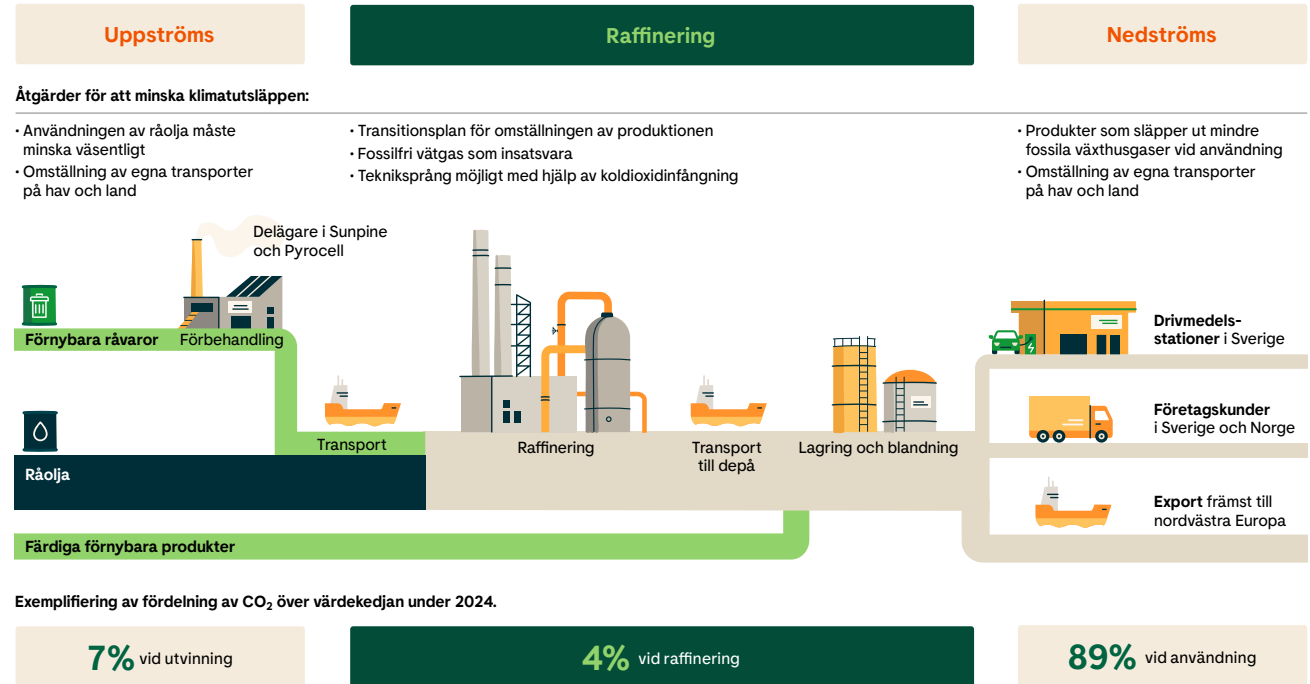 Uppströms
Raffinering
Nedströms
Åtgärder för att minska klimatutsläppen:
· Användningen av råolja måste
minska väsentligt
· Omställning av egna transporter
på hav och land
· Transitionsplan för omställningen av produktionen
· Fossilfri vätgas som insatsvara
· Tekniksprång möjligt med hjälp av koldioxidinfångning
· Produkter som släpper ut mindre
fossila växthusgaser vid användning
· Omställning av egna transporter
på hav och land
Delägare i Sunpine
och Pyrocell
Förnybara råvaror
Förbehandling
Drivmedels-
stationer i Sverige
Företagskunder
i Sverige och Norge
Transport
Raffinering
Transport
till depå
Lagring och blandning
Råolja
Export främst till
nordvästra Europa
Färdiga förnybara produkter
Exemplifiering av fördelning av CO₂ över värdekedjan under 2024.
7% vid utvinning
4% vid raffinering
89% vid användning